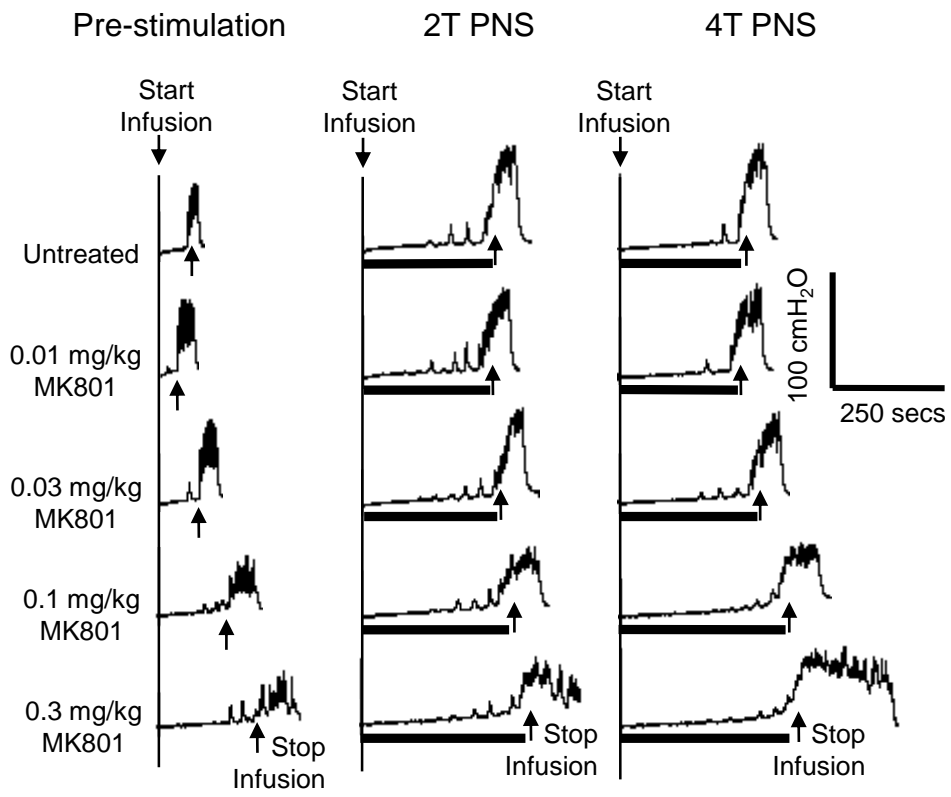 Pre-stimulation 2T PNS 4T PNS
Start Infusion
Start Infusion
Start Infusion
Untreated
0.01 mg/kg
MK801
0.03 mg/kg
MK801
0.1 mg/kg
MK801
0.3 mg/kg
MK801
100 cmH₂O
250 secs
Stop
Infusion
Stop
Infusion
Stop
Infusion